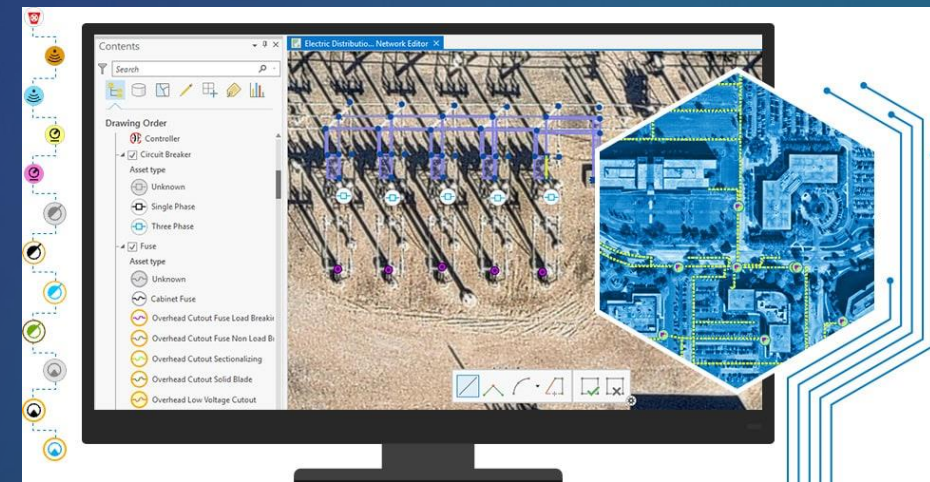 Contents
Electric Distributio... Network Editor
Search
Drawing Order
Controller
Circuit Breaker
Asset type
Unknown
Single Phase
Three Phase
Fuse
Asset type
Unknown
Cabinet Fuse
Overhead Cutout Fuse Load Breakin
Overhead Cutout Fuse Non Load B
Overhead Cutout Sectionalizing
Overhead Cutout Solid Blade
Overhead Low Voltage Cutout